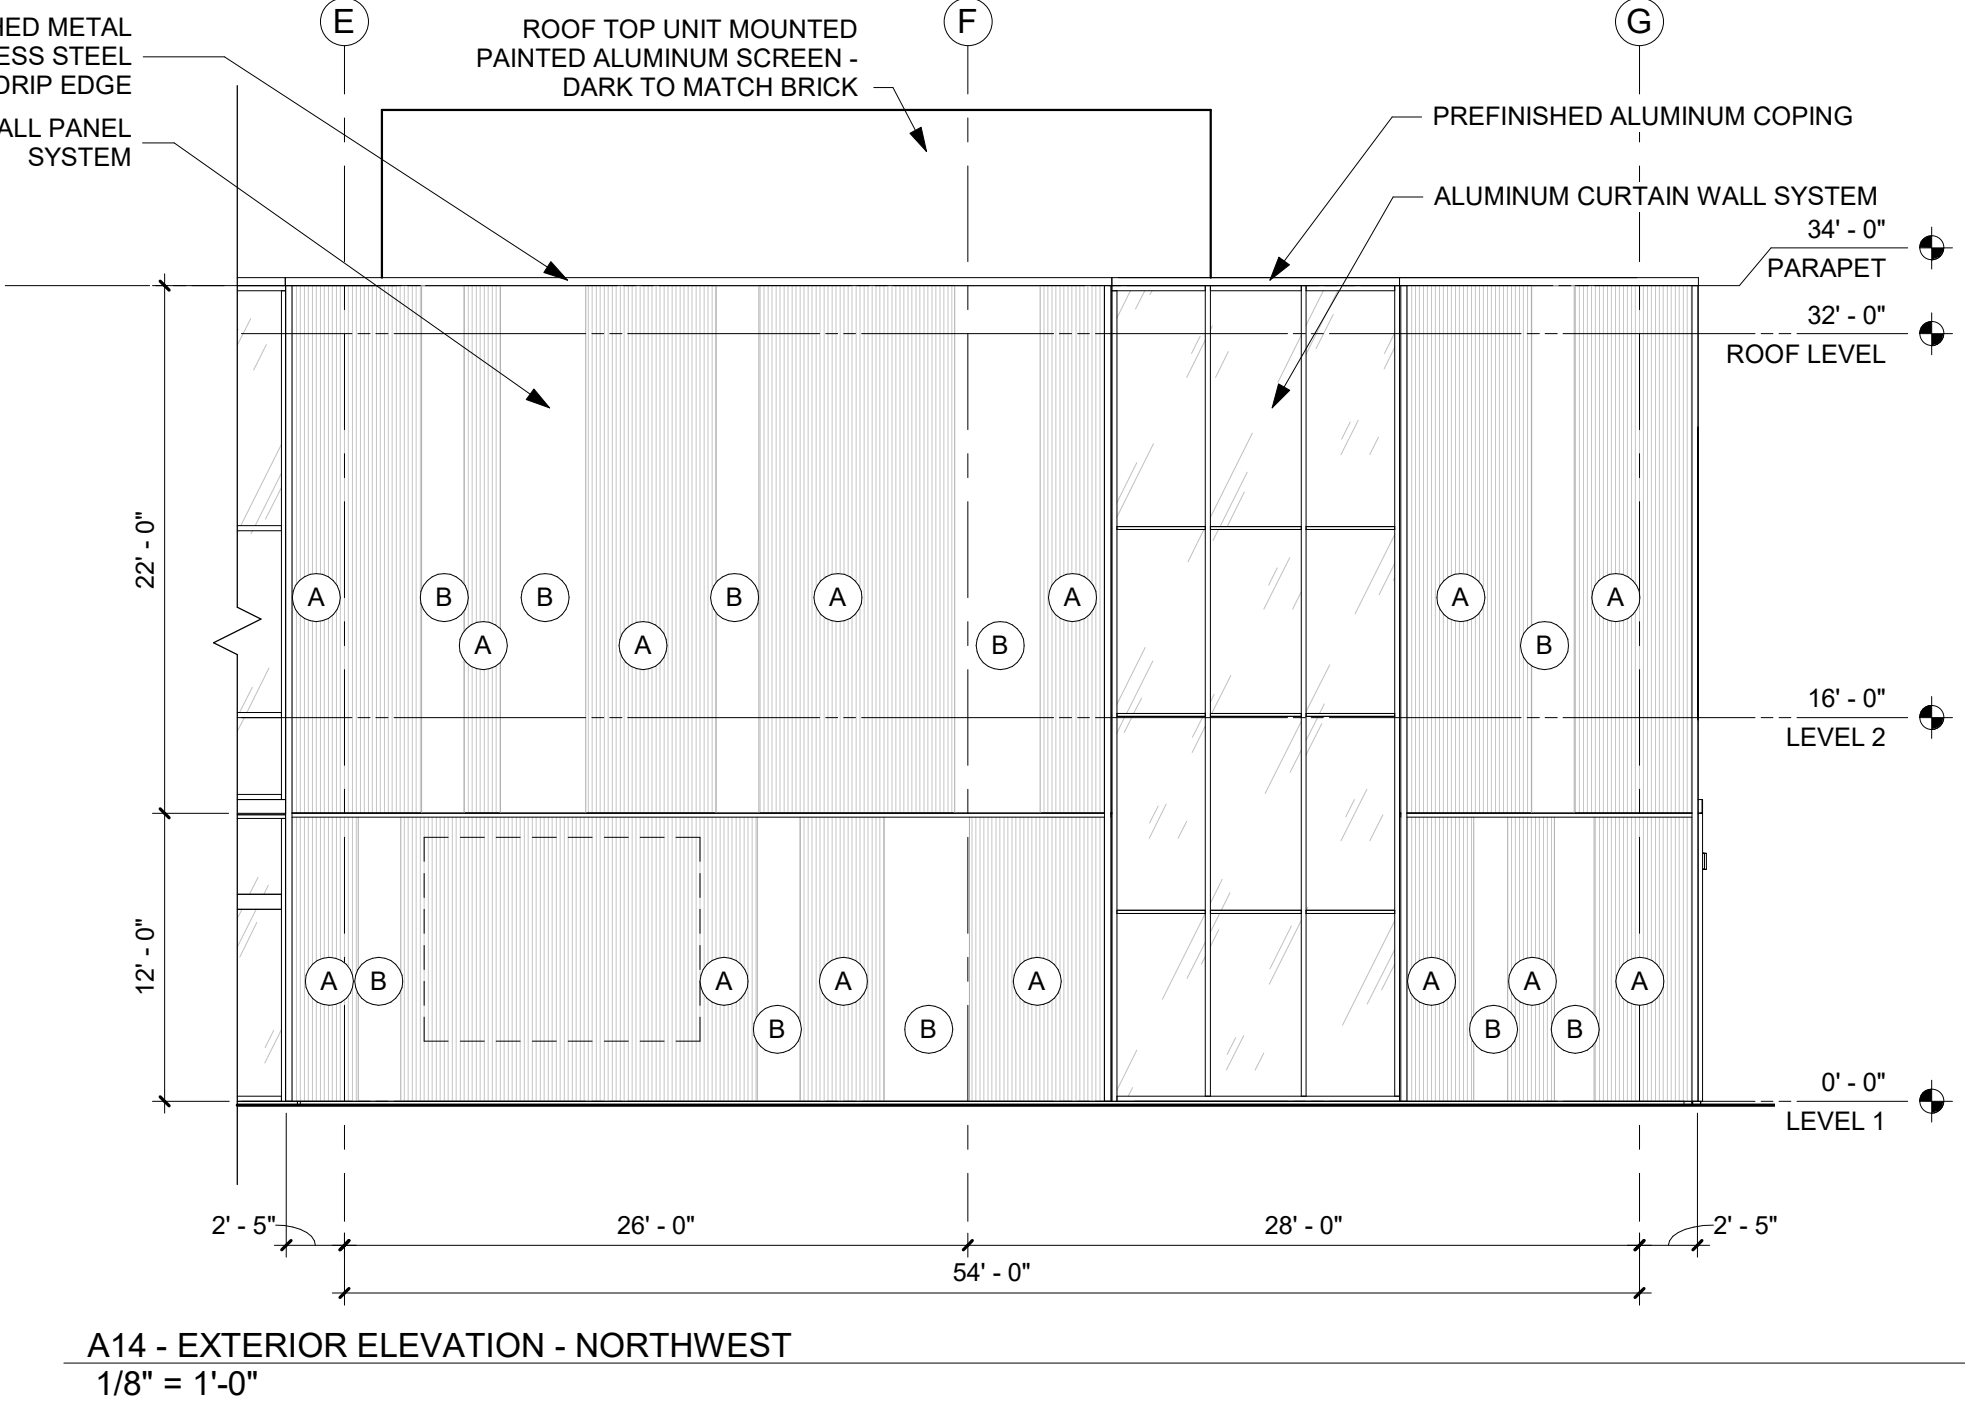 E
F
G
HED METAL
ESS STEEL
DRIP EDGE
ALL PANEL
SYSTEM
ROOF TOP UNIT MOUNTED
PAINTED ALUMINUM SCREEN -
DARK TO MATCH BRICK
PREFINISHED ALUMINUM COPING
ALUMINUM CURTAIN WALL SYSTEM
34' - 0"
PARAPET
32' - 0"
ROOF LEVEL
22' - 0"
A B B B A A A A
A A B B
16' - 0"
LEVEL 2
12' - 0"
A B A A A A A A
B B B B
0' - 0"
LEVEL 1
2' - 5" 26' - 0" 28' - 0" 2' - 5"
54' - 0"
A14 - EXTERIOR ELEVATION - NORTHWEST
1/8" = 1'-0"